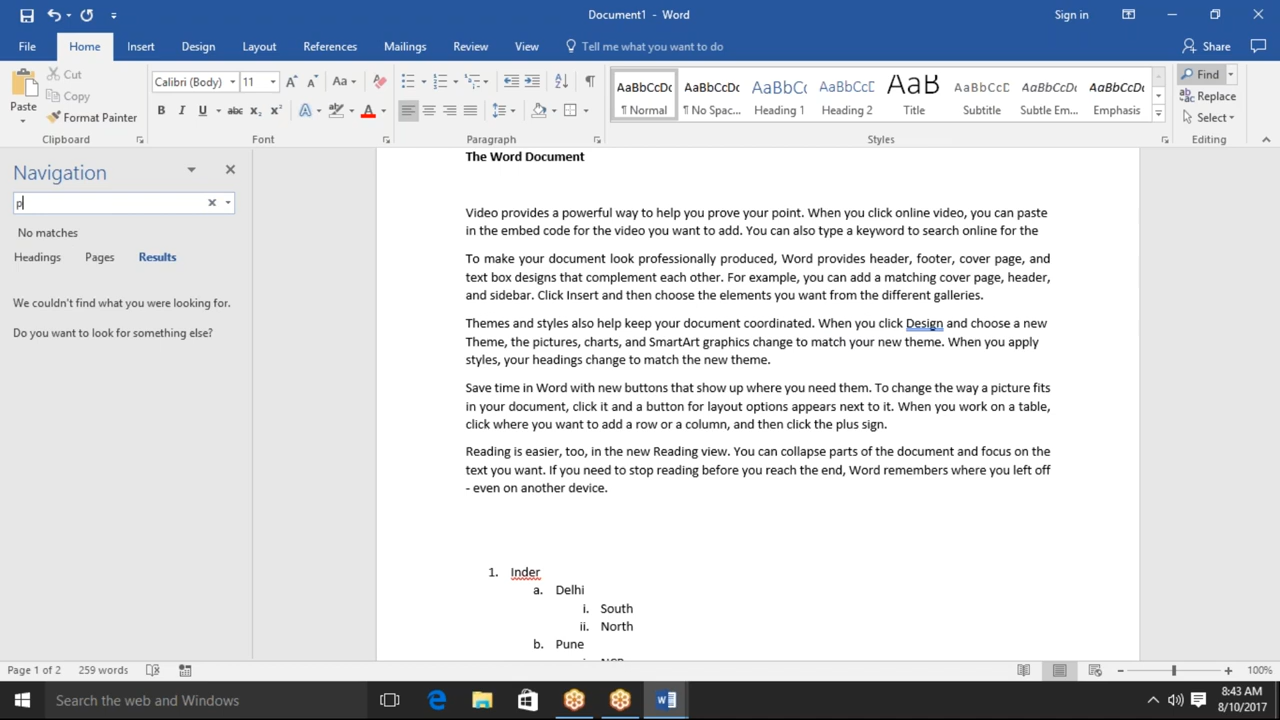 Document1 - Word
Sign in
File
Home
Insert
Design
Layout
References
Mailings
Review
View
Tell me what you want to do
Share
Paste
Cut
Copy
Format Painter
Clipboard
Calibri (Body)
11
Aa
B I U abc x₂ x²
A
Font
Paragraph
AaBbCcDc
¶ Normal
AaBbCcDc
¶ No Spac...
AaBbCc
Heading 1
AaBbCcD
Heading 2
AaB
Title
AaBbCcD
Subtitle
AaBbCcDc
Subtle Em...
AaBbCcDc
Emphasis
Styles
Find
Replace
Select
Editing
Navigation
p
No matches
Headings
Pages
Results
We couldn't find what you were looking for.
Do you want to look for something else?
The Word Document
Video provides a powerful way to help you prove your point. When you click online video, you can paste
in the embed code for the video you want to add. You can also type a keyword to search online for the
To make your document look professionally produced, Word provides header, footer, cover page, and
text box designs that complement each other. For example, you can add a matching cover page, header,
and sidebar. Click Insert and then choose the elements you want from the different galleries.
Themes and styles also help keep your document coordinated. When you click Design and choose a new
Theme, the pictures, charts, and SmartArt graphics change to match your new theme. When you apply
styles, your headings change to match the new theme.
Save time in Word with new buttons that show up where you need them. To change the way a picture fits
in your document, click it and a button for layout options appears next to it. When you work on a table,
click where you want to add a row or a column, and then click the plus sign.
Reading is easier, too, in the new Reading view. You can collapse parts of the document and focus on the
text you want. If you need to stop reading before you reach the end, Word remembers where you left off
- even on another device.
1. Inder
a. Delhi
i. South
ii. North
b. Pune
Page 1 of 2
259 words
100%
Search the web and Windows
8:43 AM
8/10/2017